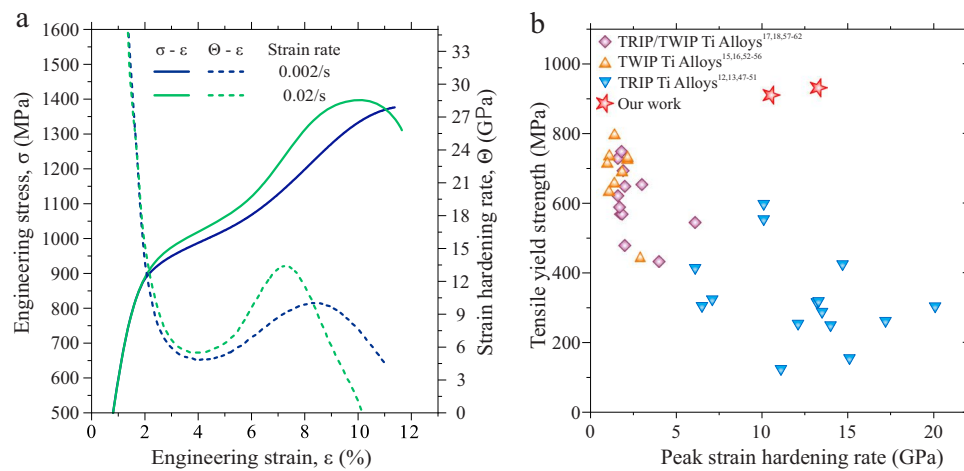 a
1600
1500
1400
1300
1200
1100
1000
900
800
700
600
500
Engineering stress, σ (MPa)
σ - ε Θ - ε Strain rate
0.002/s
0.02/s
33
30
27
24
21
18
15
12
9
6
3
0
Strain hardening rate, Θ (GPa)
0 2 4 6 8 10 12
Engineering strain, ε (%)
b
1000
800
600
400
200
0
Tensile yield strength (MPa)
TRIP/TWIP Ti Alloys17,18,57-62
TWIP Ti Alloys15,16,52-56
TRIP Ti Alloys12,13,47-51
Our work
0 5 10 15 20
Peak strain hardening rate (GPa)